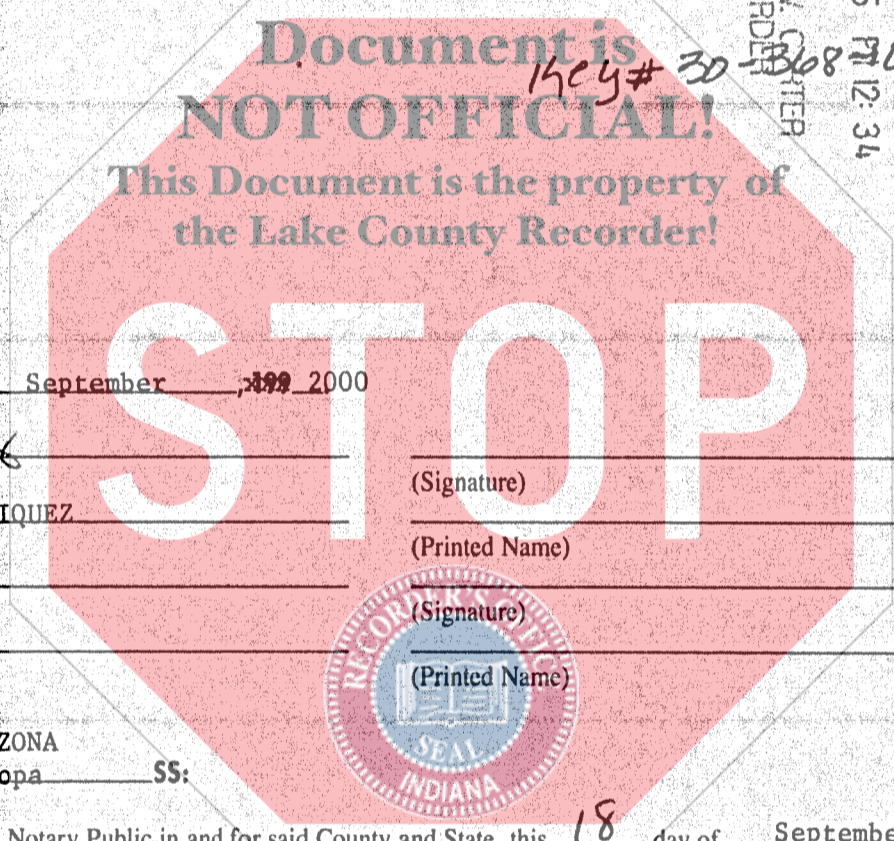 Document is
Key# 30-368-
NOT OFFICIAL!
12:34
This Document is the property of
the Lake County Recorder!
STOP
September , 2000
(Signature)
IQUEZ
(Printed Name)
(Signature)
(Printed Name)
RECORDER'S OFFICE
SEAL
INDIANA
ZONA
opa SS:
Notary Public in and for said County and State, this 18 day of Septembe